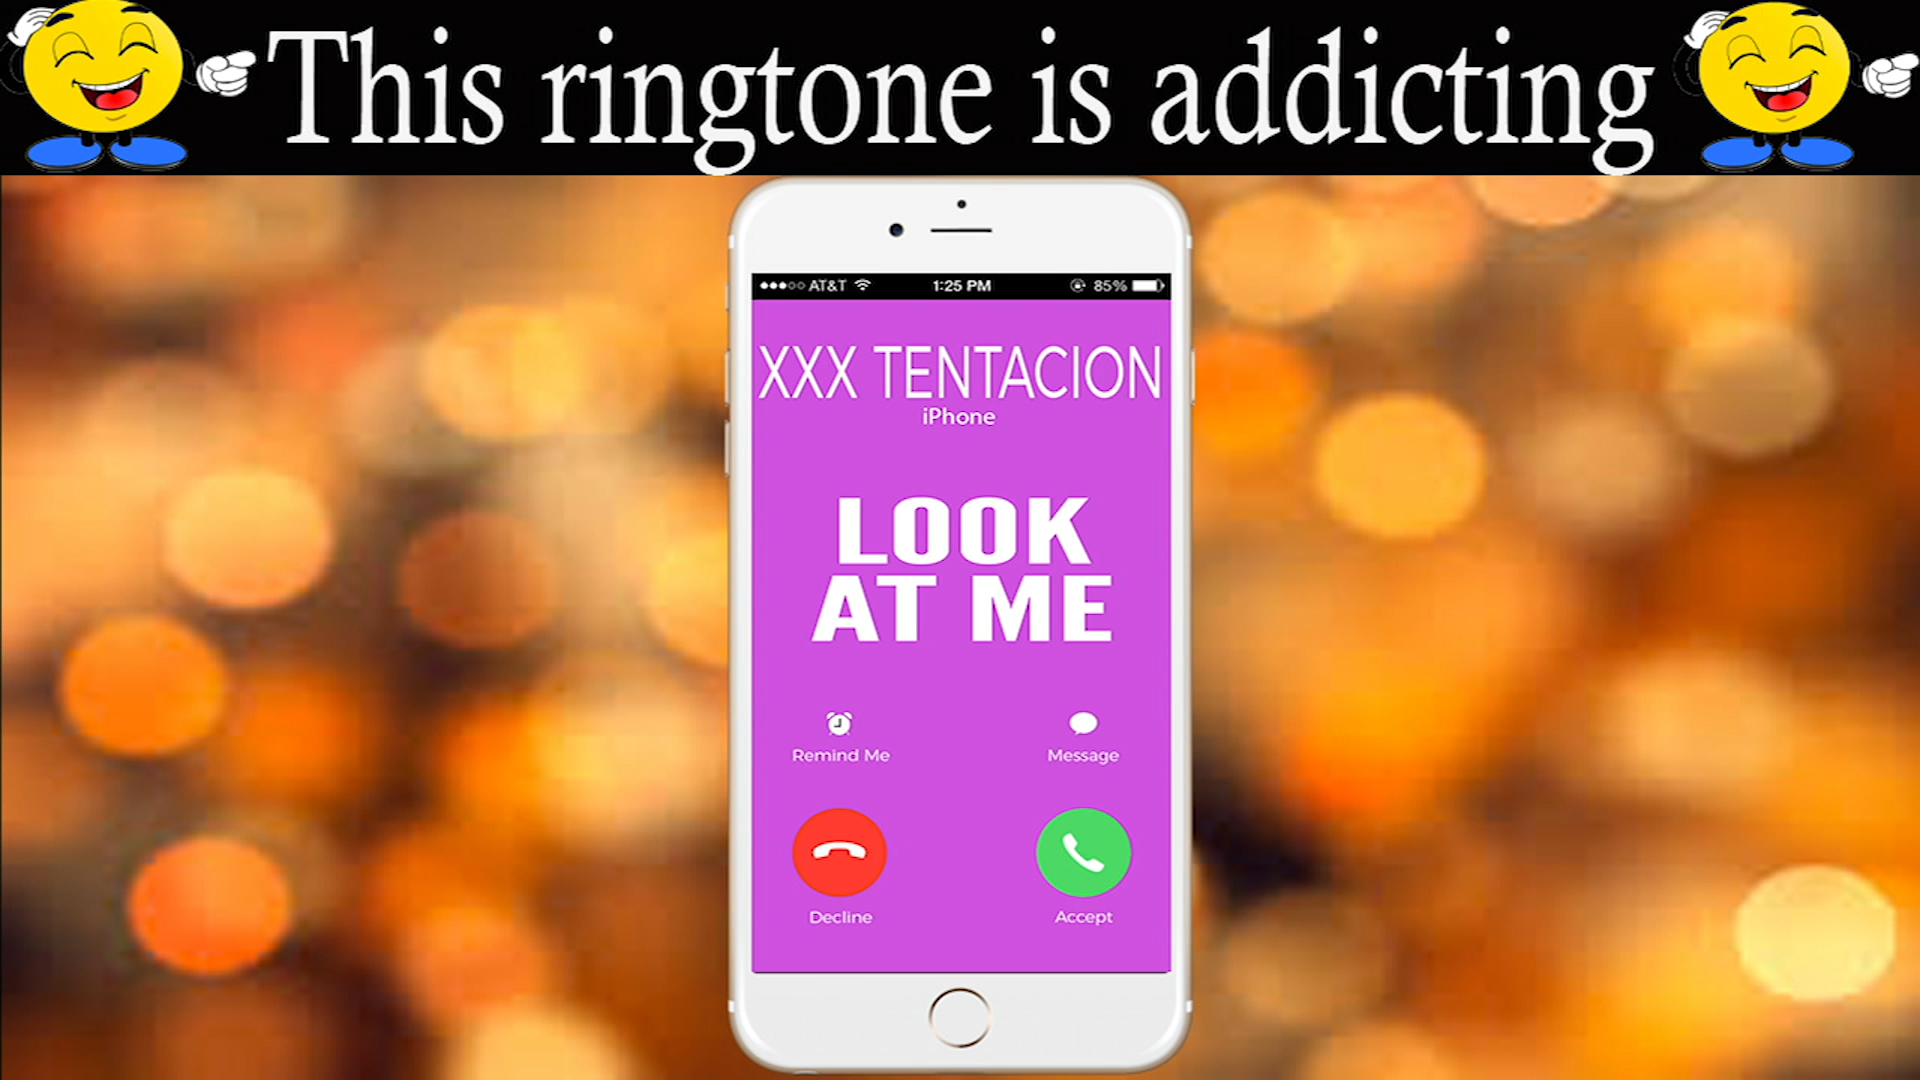 This ringtone is addicting
AT&T 1:25 PM 85%
XXX TENTACION
iPhone
LOOK
AT ME
Remind Me Message
Decline Accept